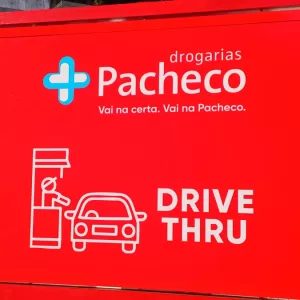 drogarias
Pacheco
Vai na certa. Vai na Pacheco.
DRIVE
THRU